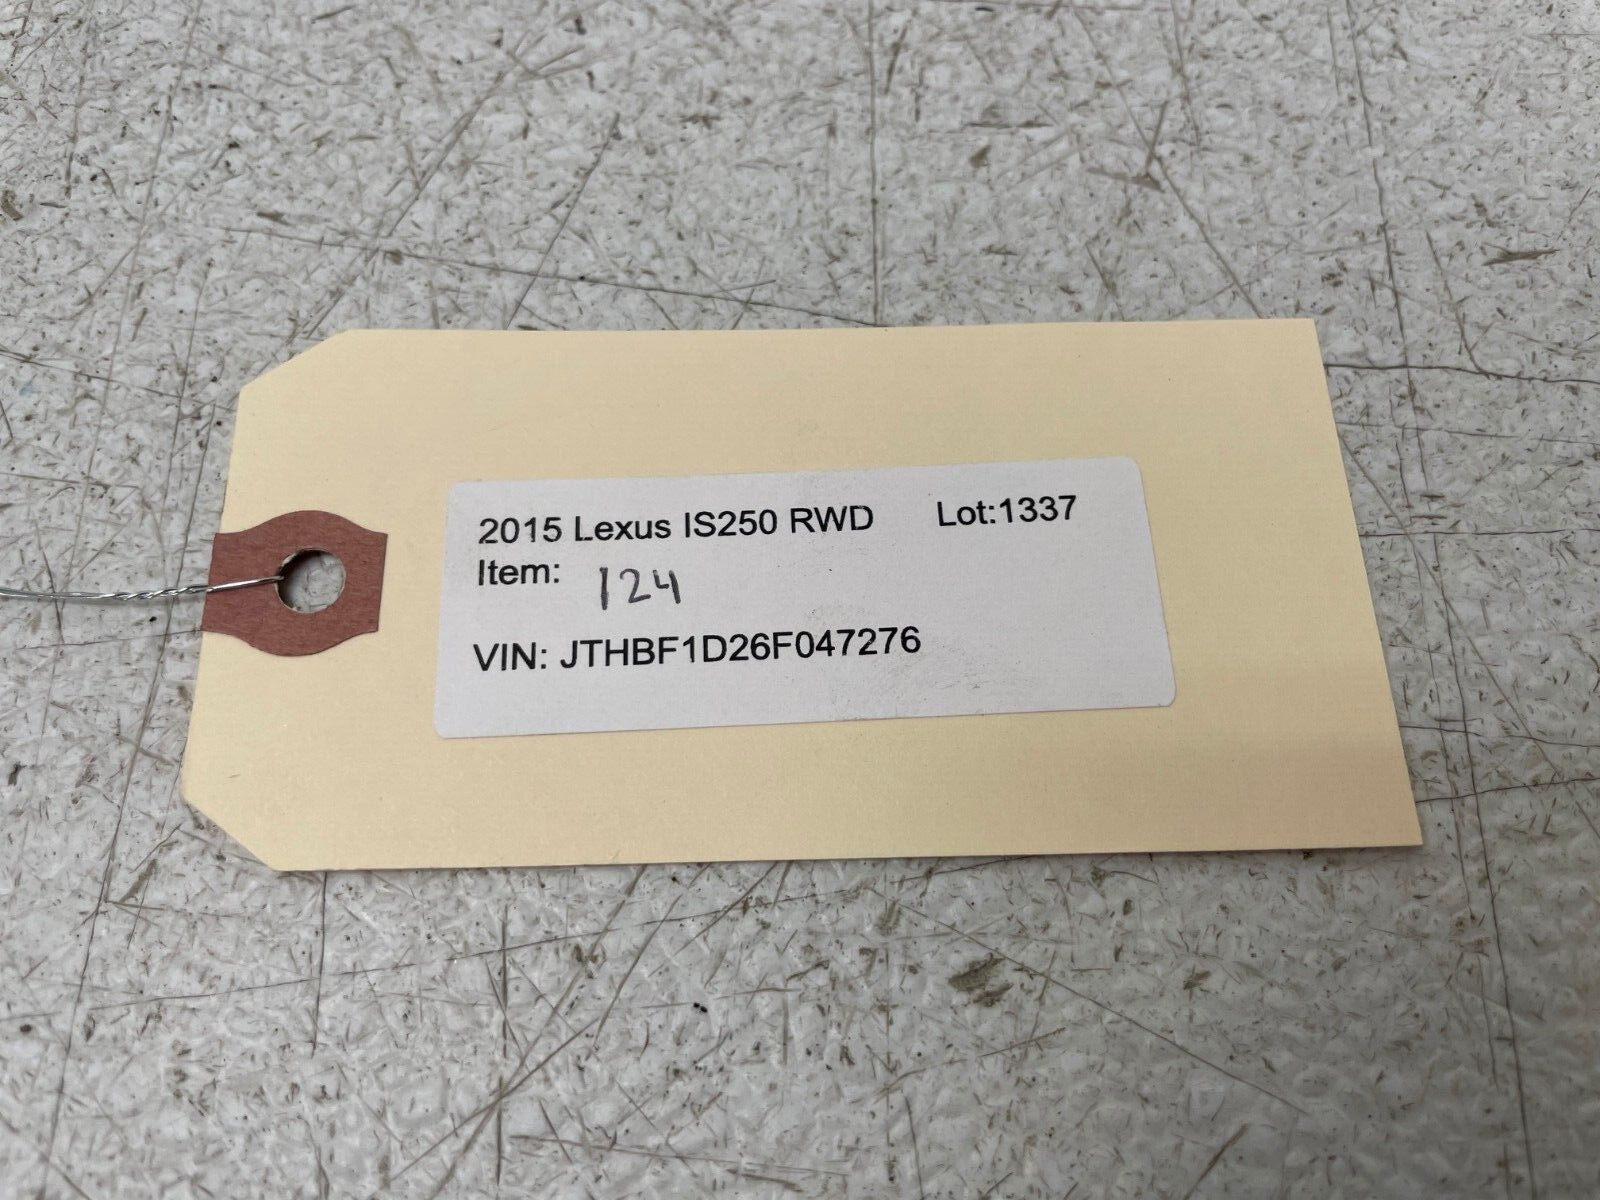 2015 Lexus IS250 RWD Lot:1337
Item: 124
VIN: JTHBF1D26F047276